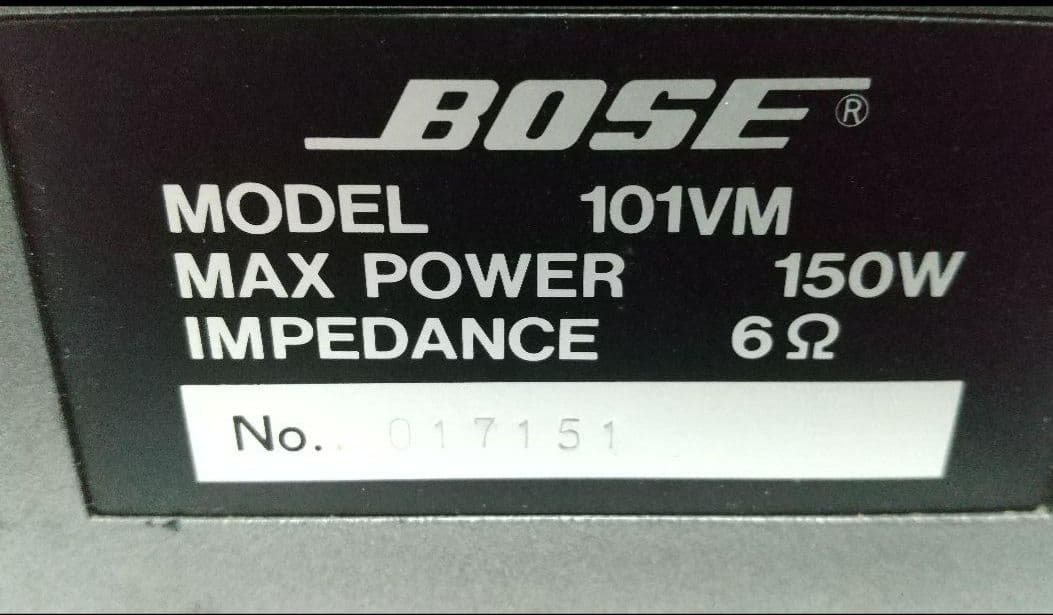 BOSE®
MODEL 101VM
MAX POWER 150W
IMPEDANCE 6Ω
No. 017151